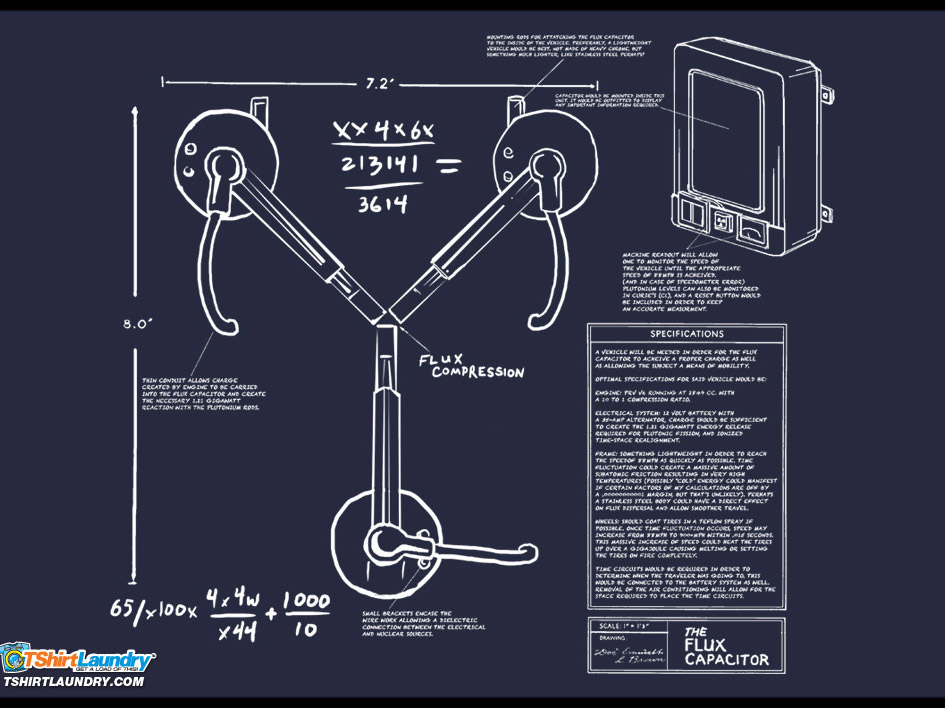 MOUNTING RODS FOR ATTATCHING THE FLUX CAPACITOR
TO THE INSIDE OF THE VEHICLE. PREFERABLY, A LIGHTWEIGHT
VEHICLE WOULD BE BEST, NOT MADE OF HEAVY CHROME, BUT
SOMETHING MUCH LIGHTER, LIKE STAINLESS STEEL PERHAPS?
7.2"
CAPACITOR WOULD BE MOUNTED INSIDE THIS
UNIT. IT WOULD BE OUTFITTED TO DISPLAY
ANY IMPORTANT INFORMATION REQUIRED.
XX4X6X
213141 =
3614
MACHINE READOUT WILL ALLOW
ONE TO MONITOR THE SPEED OF
THE VEHICLE UNTIL THE APPROPRIATE
SPEED OF 88MPH IS ACHEIVED.
(AND IN CASE OF SPEEDOMETER ERROR)
PLUTONIUM LEVELS CAN ALSO BE MONITORED
IN CURIE'S (CI), AND A RESET BUTTON WOULD
BE INCLUDED IN ORDER TO KEEP
AN ACCURATE MEASURMENT.
8.0"
FLUX
COMPRESSION
THIN CONDUIT ALLOWS CHARGE
CREATED BY ENGINE TO BE CARRIED
INTO THE FLUX CAPACITOR AND CREATE
THE NECESSARY 1.21 GIGAWATT
REACTION WITH THE PLUTONIUM RODS.
SPECIFICATIONS
A VEHICLE WILL BE NEEDED IN ORDER FOR THE FLUX
CAPACITOR TO ACHEIVE A PROPER CHARGE AS WELL
AS ALLOWING THE SUBJECT A MEANS OF MOBILITY.
OPTIMAL SPECIFICATIONS FOR SAID VEHICLE WOULD BE:
ENGINE: PRV V6 RUNNING AT 2849 CC. WITH
A 10 TO 1 COMPRESSION RATIO.
ELECTRICAL SYSTEM: 12 VOLT BATTERY WITH
A 35-AMP ALTERNATOR, CHARGE SHOULD BE SUFFICIENT
TO CREATE THE 1.21 GIGAWATT ENERGY RELEASE
REQUIRED FOR PLUTONIC FISSION, AND IONIZED
TIME-SPACE REALIGNMENT.
FRAME: SOMETHING LIGHTWEIGHT IN ORDER TO REACH
THE SPEEDOF 88MPH AS QUICKLY AS POSSIBLE. TIME
FLUCTUATION COULD CREATE A MASSIVE AMOUNT OF
SUBATOMIC FRICTION RESULTING IN VERY HIGH
TEMPERATURES (POSSIBLY "COLD" ENERGY COULD MANIFEST
IF CERTAIN FACTORS OF MY CALCULATIONS ARE OFF BY
A MARGIN, BUT THAT'S UNLIKELY). PERHAPS
A STAINLESS STEEL BODY COULD HAVE A DIRECT EFFECT
ON FLUX DISPERSAL AND ALLOW SMOOTHER TRAVEL.
WHEELS: SHOULD COAT TIRES IN A TEFLON SPRAY IF
POSSIBLE. ONCE TIME FLUCTUATION OCCURS, SPEED MAY
INCREASE FROM 88MPH TO WITHIN SECONDS.
THIS MASSIVE INCREASE OF SPEED COULD HEAT THE TIRES
UP OVER A GIGAJOULE CAUSING MELTING OR SETTING
THE TIRES ON FIRE COMPLETELY.
TIME CIRCUITS WOULD BE REQUIRED IN ORDER TO
DETERMINE WHEN THE TRAVELER WAS GOING TO. THIS
WOULD BE CONNECTED TO THE BATTERY SYSTEM AS WELL.
REMOVAL OF THE AIR CONDITIONING WILL ALLOW FOR THE
SPACE REQUIRED TO PLACE THE TIME CIRCUITS.
65/x100x 4x4w + 1000
x44 10
SMALL BRACKETS ENCASE THE
WIRE WORK ALLOWING A DIELECTRIC
CONNECTION BETWEEN THE ELECTRICAL
AND NUCLEAR SOURCES.
SCALE: 1" = 1'8"
DRAWING:
Doc Emmeth
L Brown
THE
FLUX
CAPACITOR
TShirtLaundry
GET A LOAD OF THIS!
TSHIRTLAUNDRY.COM